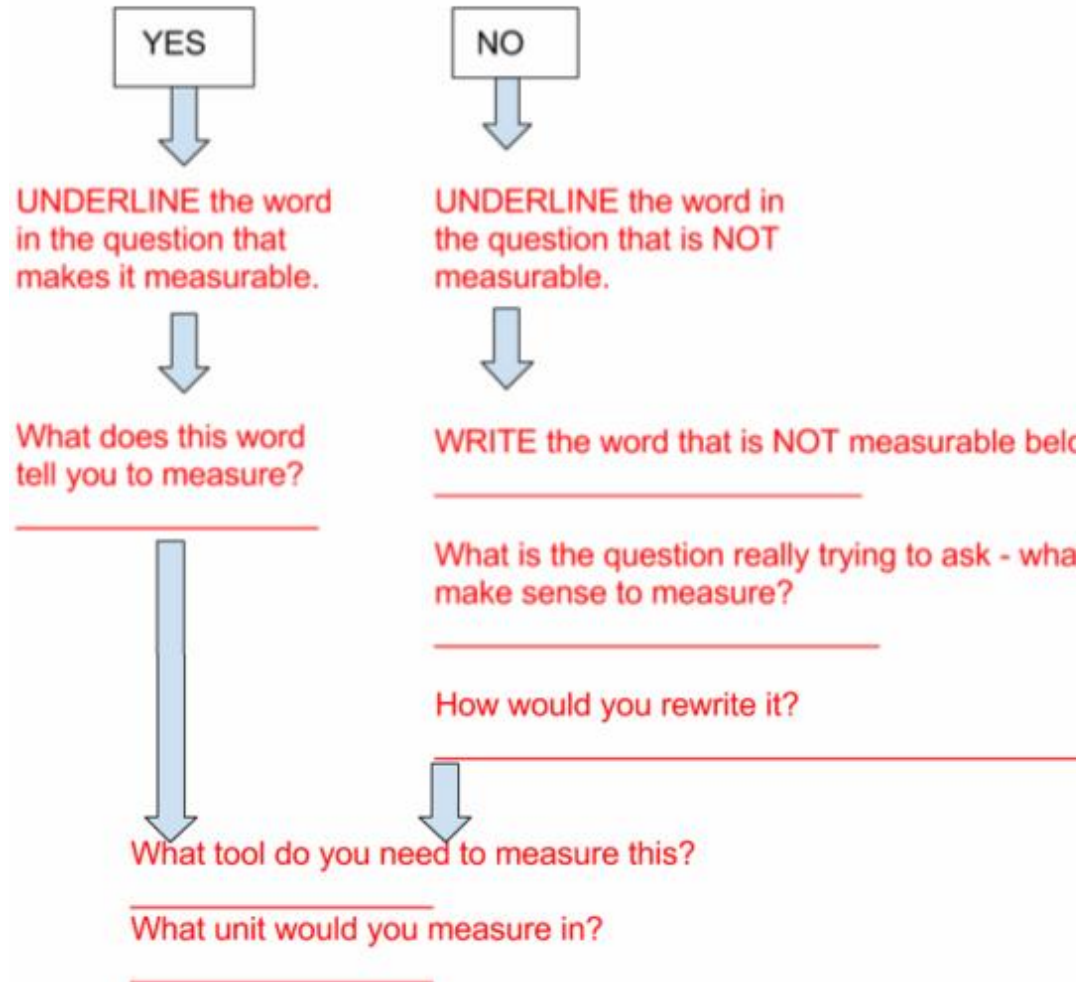 YES
NO
UNDERLINE the word
in the question that
makes it measurable.
UNDERLINE the word in
the question that is NOT
measurable.
What does this word
tell you to measure?
WRITE the word that is NOT measurable
What is the question really trying to ask -
make sense to measure?
How would you rewrite it?
What tool do you need to measure this?
What unit would you measure in?